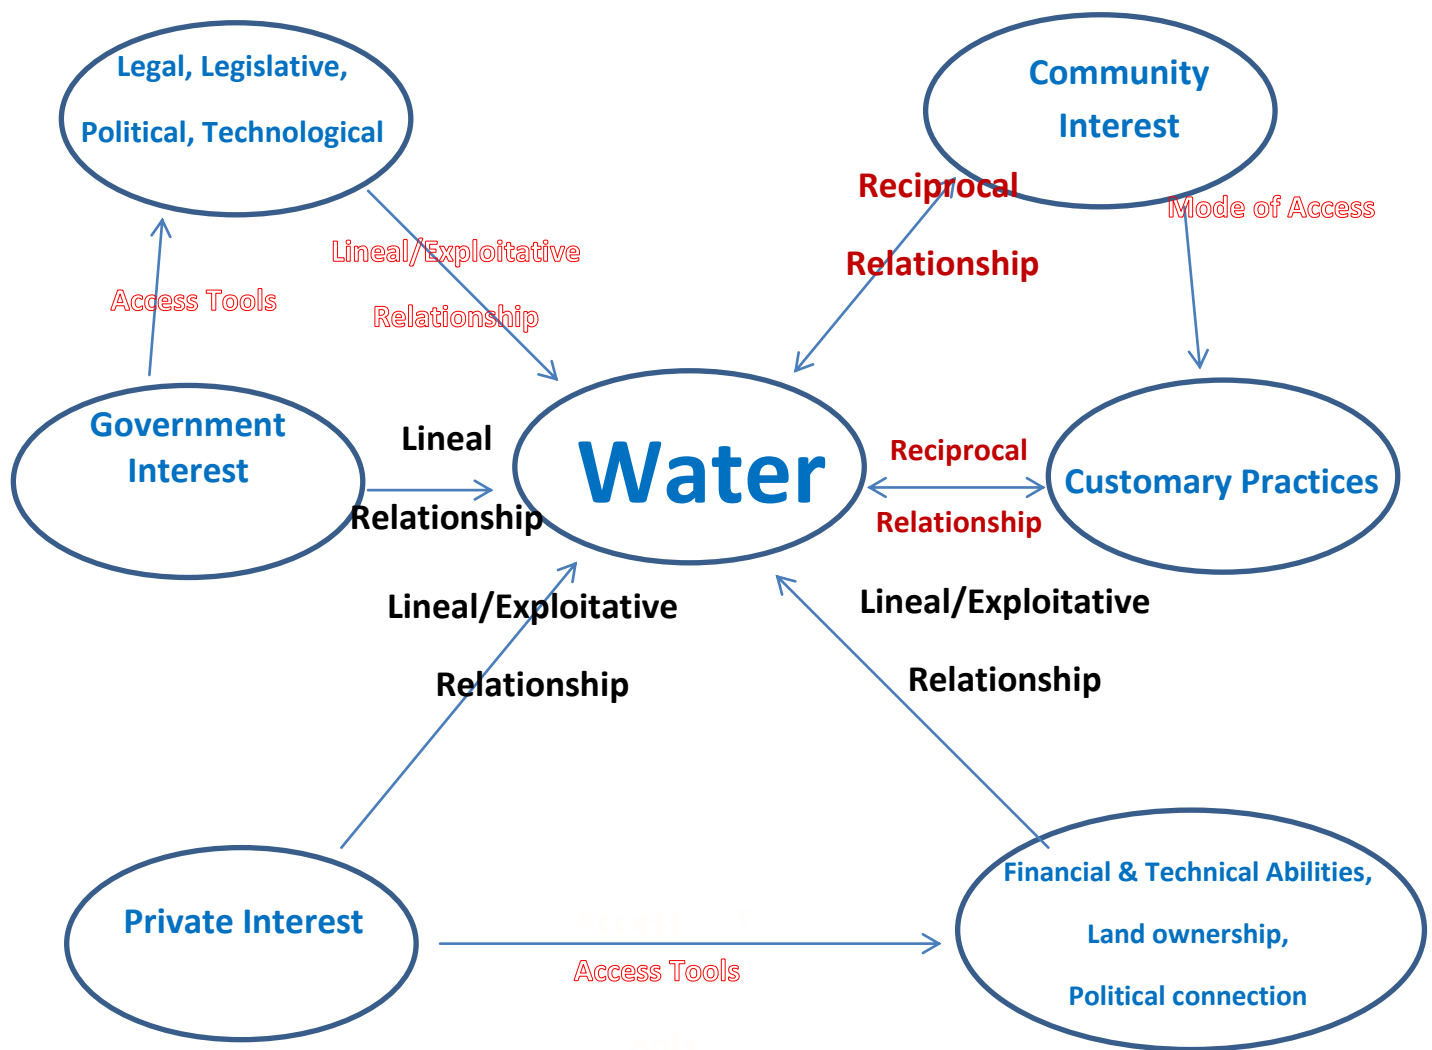 Legal, Legislative,
Political, Technological
Community
Interest
Reciprocal
Relationship
Mode of Access
Lineal/Exploitative
Relationship
Access Tools
Government
Interest
Lineal
Relationship
Water
Reciprocal
Relationship
Customary Practices
Lineal/Exploitative
Relationship
Lineal/Exploitative
Relationship
Private Interest
Access Tools
Financial & Technical Abilities,
Land ownership,
Political connection